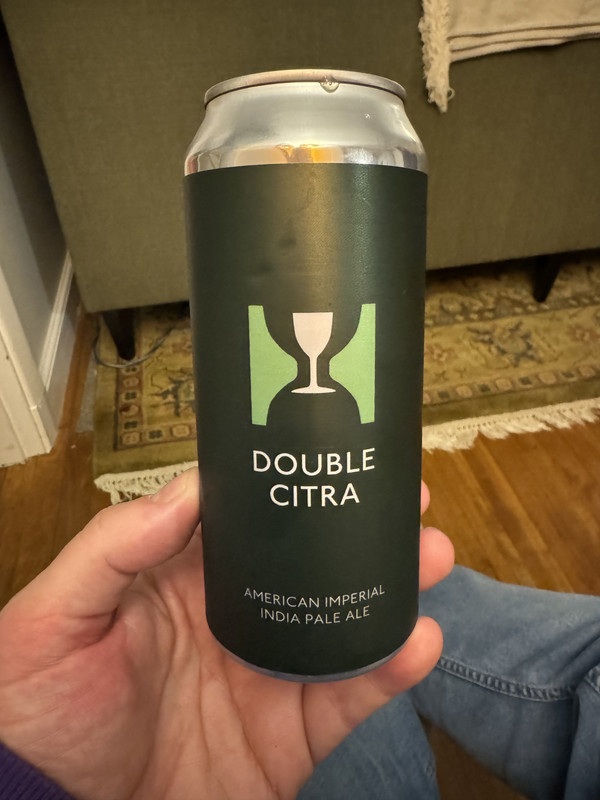 DOUBLE
CITRA
AMERICAN IMPERIAL
INDIA PALE ALE